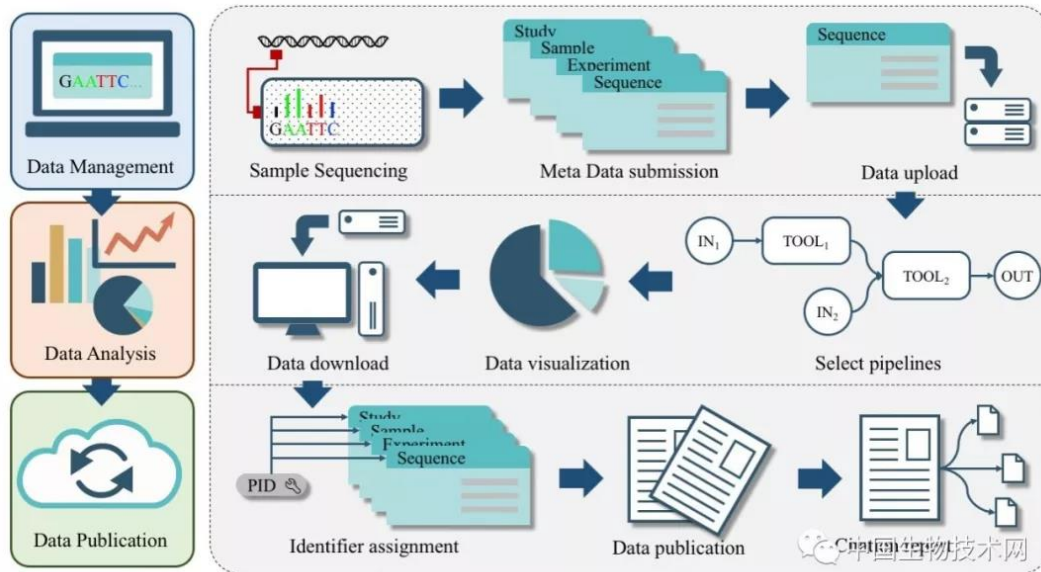 GAATTC...
Data Management
GAATTC
Sample Sequencing
Study
Sample
Experiment
Sequence
Meta Data submission
Sequence
Data upload
Data Analysis
Data download
Data visualization
IN1
TOOL1
TOOL2
IN2
OUT
Select pipelines
Data Publication
PID
Study
Sample
Experiment
Sequence
Identifier assignment
Data publication
Citation report
中国生物技术网